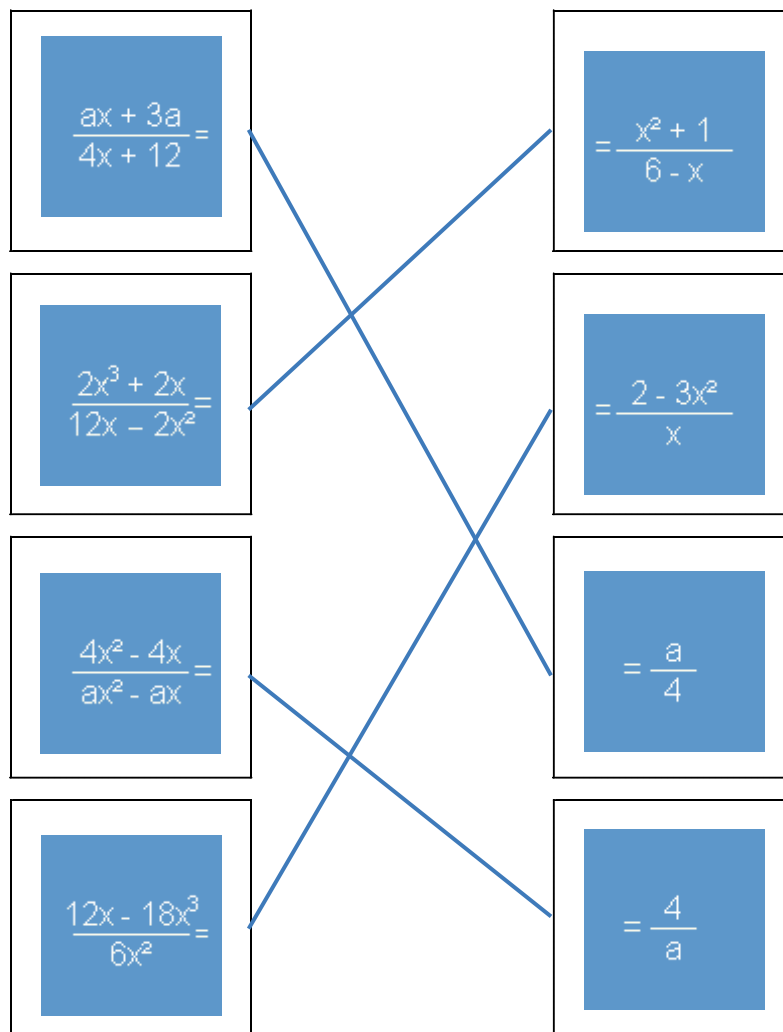 ax + 3a
4x + 12 =
= x² + 1
6 - x
2x³ + 2x
12x – 2x² =
= 2 - 3x²
x
4x² - 4x
ax² - ax =
= a
4
12x - 18x³
6x² =
= 4
a